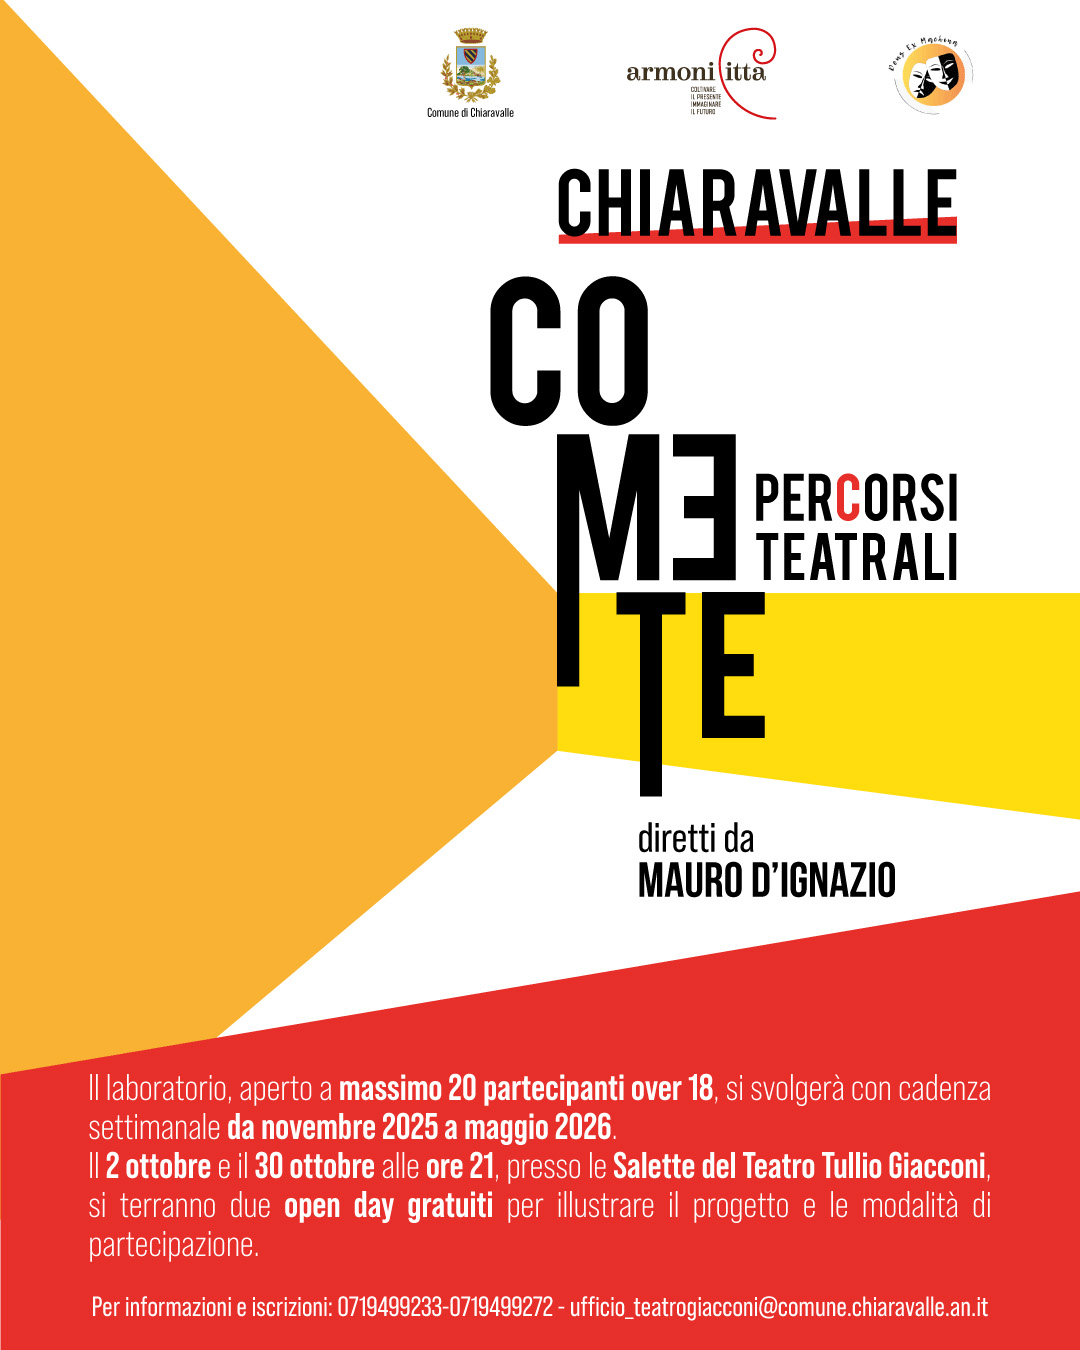 Comune di Chiaravalle
armonicittà
COLTIVARE
IL PRESENTE
IMMAGINARE
IL FUTURO
Deus Ex Machina
CHIARAVALLE
CO
ME
TE
PERCORSI
TEATRALI
diretti da
MAURO D'IGNAZIO
Il laboratorio, aperto a massimo 20 partecipanti over 18, si svolgerà con cadenza
settimanale da novembre 2025 a maggio 2026.
Il 2 ottobre e il 30 ottobre alle ore 21, presso le Salette del Teatro Tullio Giacconi,
si terranno due open day gratuiti per illustrare il progetto e le modalità di
partecipazione.
Per informazioni e iscrizioni: 0719499233-0719499272 - ufficio_teatrogiacconi@comune.chiaravalle.an.it